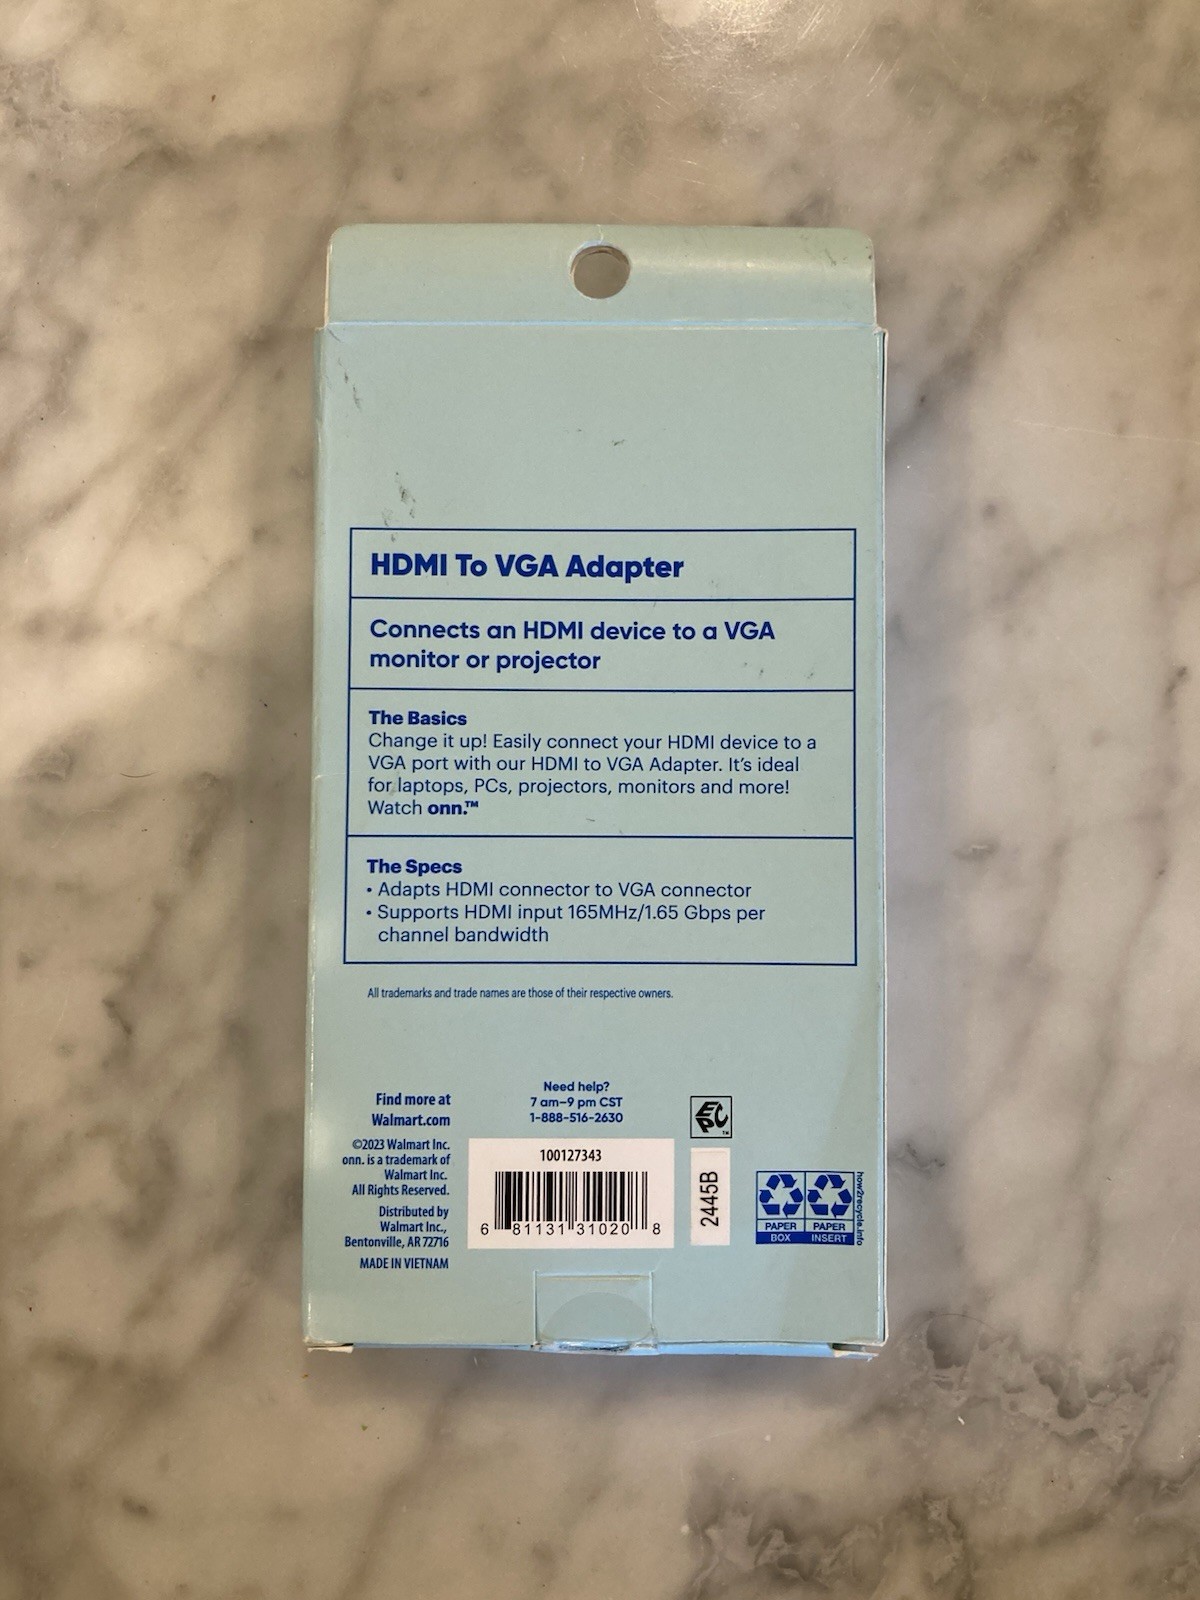 HDMI To VGA Adapter
Connects an HDMI device to a VGA
monitor or projector
The Basics
Change it up! Easily connect your HDMI device to a
VGA port with our HDMI to VGA Adapter. It's ideal
for laptops, PCs, projectors, monitors and more!
Watch onn.™
The Specs
• Adapts HDMI connector to VGA connector
• Supports HDMI input 165MHz/1.65 Gbps per
channel bandwidth
All trademarks and trade names are those of their respective owners.
Find more at
Walmart.com
©2023 Walmart Inc.
onn. is a trademark of
Walmart Inc.
All Rights Reserved.
Distributed by
Walmart Inc.,
Bentonville, AR 72716
MADE IN VIETNAM
Need help?
7 am–9 pm CST
1-888-516-2630
100127343
6 81131 31020 8
EPC™
2445B
PAPER PAPER
BOX INSERT
how2recycle.info